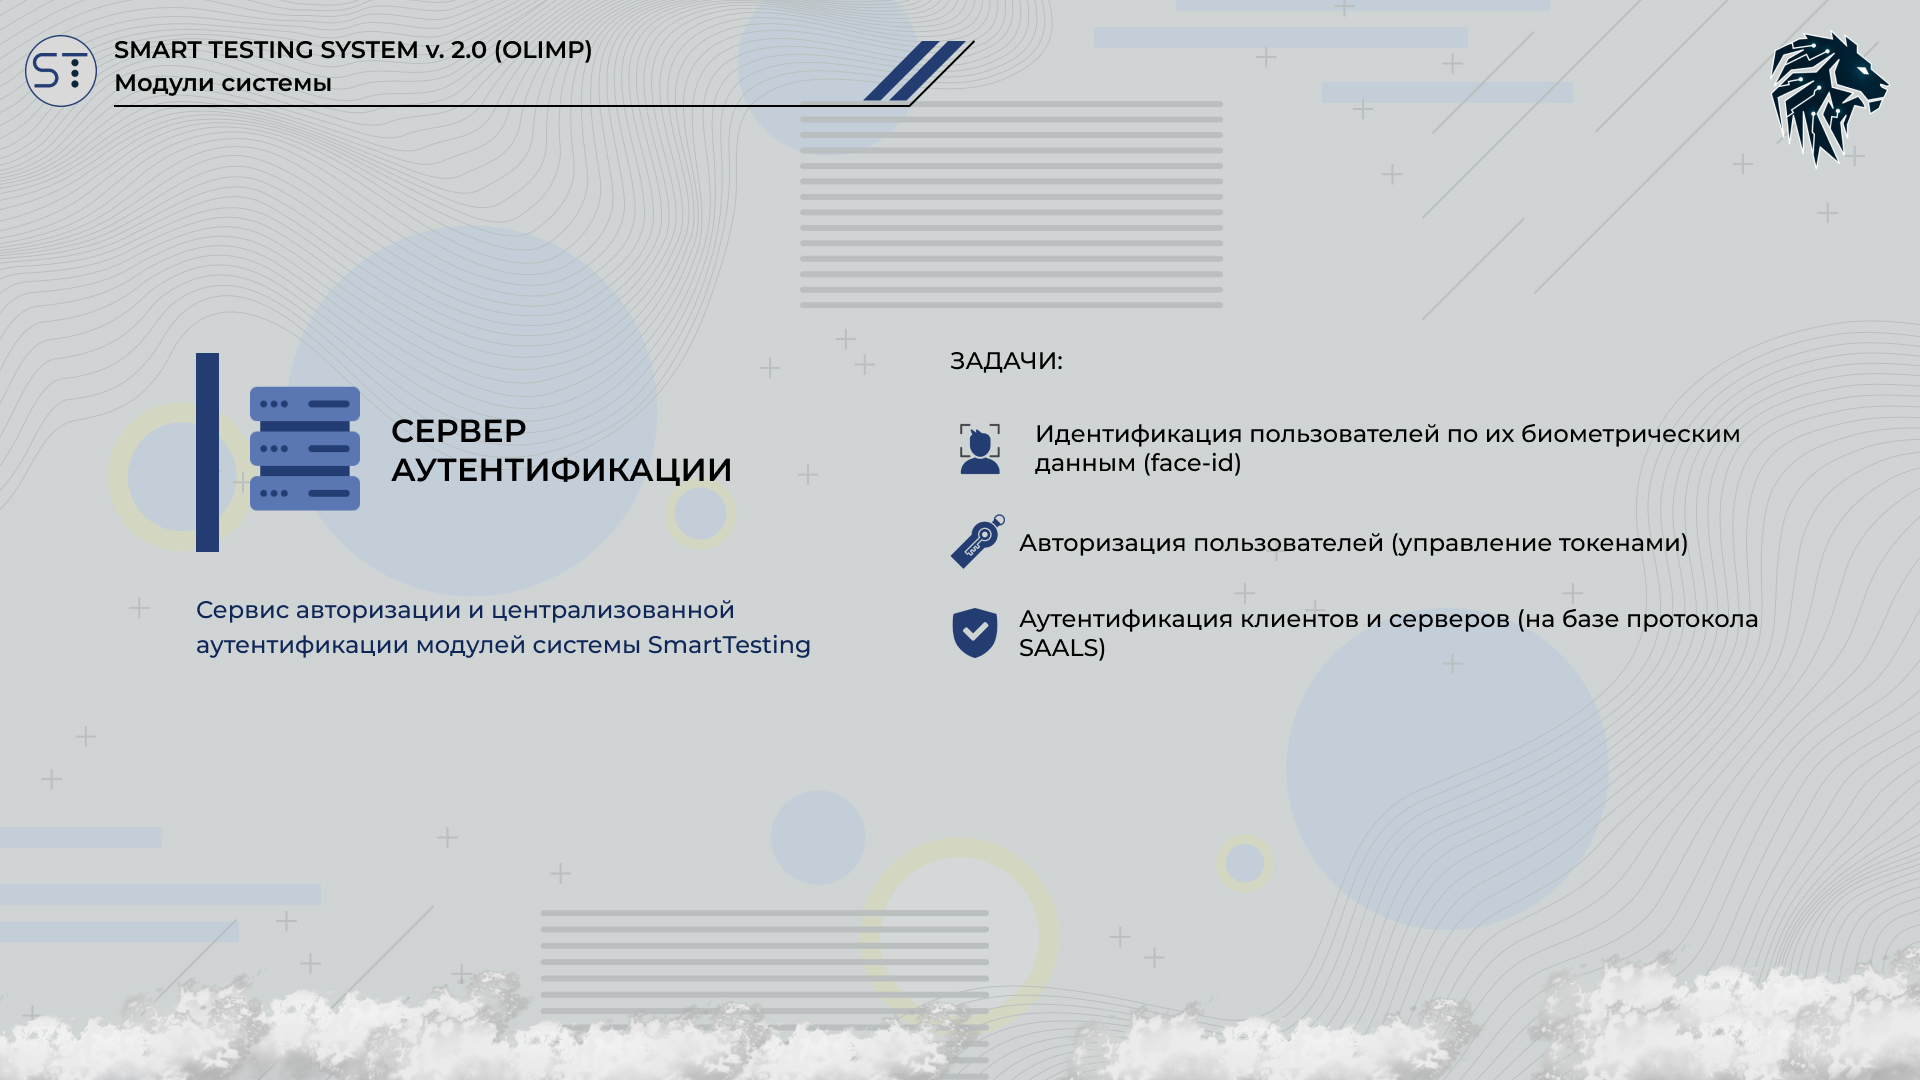 ST
SMART TESTING SYSTEM v. 2.0 (OLIMP)
Модули системы
СЕРВЕР
АУТЕНТИФИКАЦИИ
Сервис авторизации и централизованной
аутентификации модулей системы SmartTesting
ЗАДАЧИ:
Идентификация пользователей по их биометрическим
данным (face-id)
Авторизация пользователей (управление токенами)
Аутентификация клиентов и серверов (на базе протокола
SAALS)